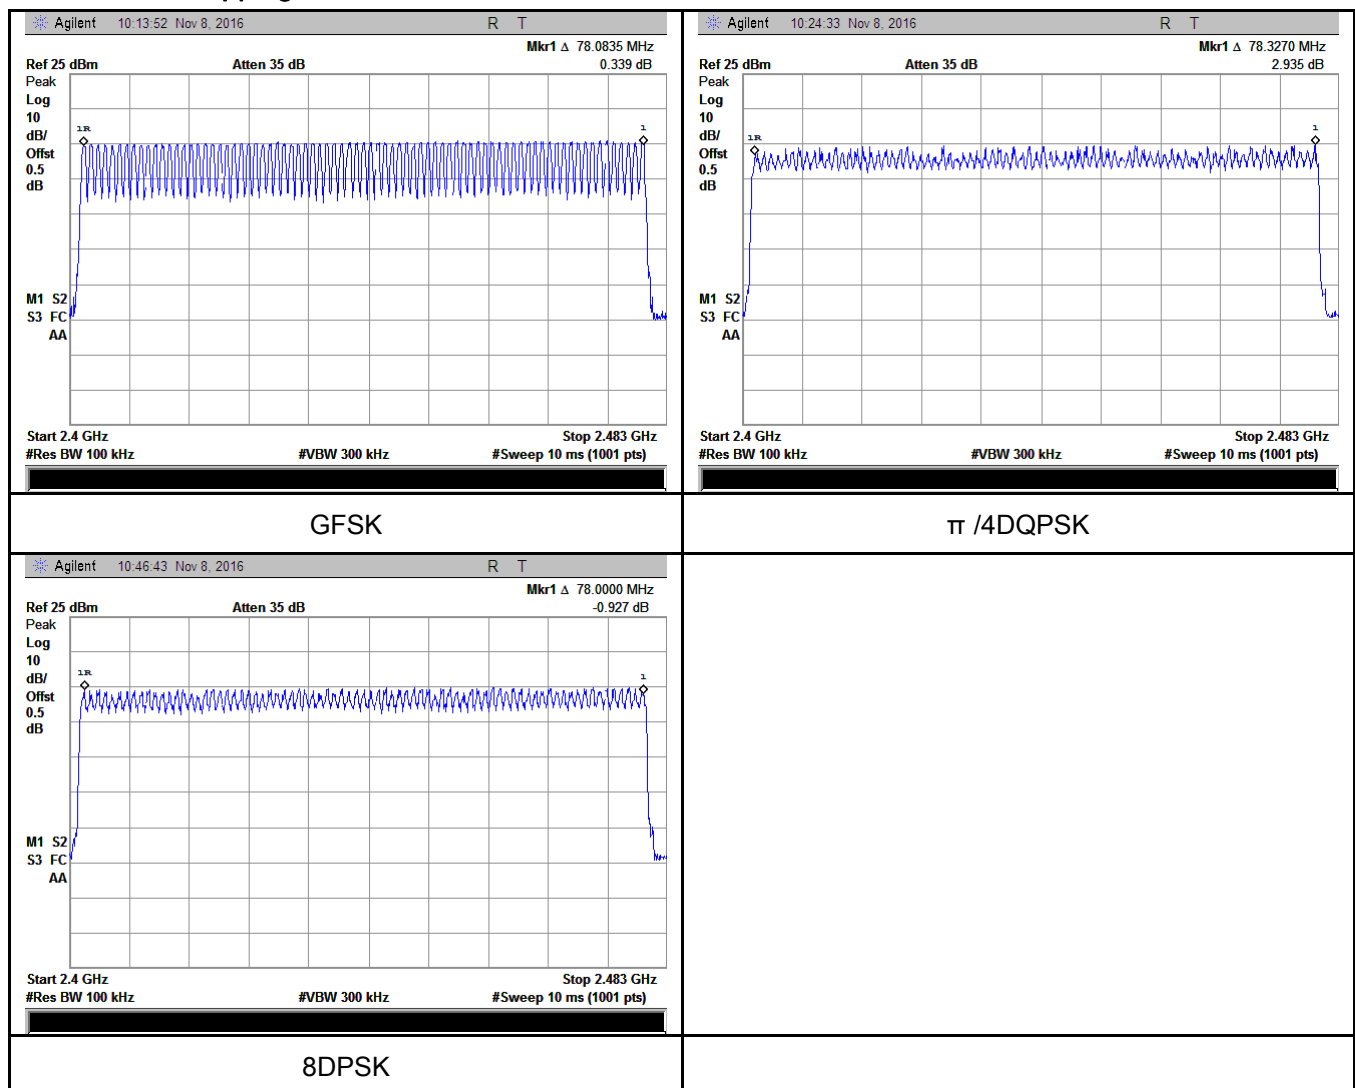 Agilent 10:13:52 Nov 8, 2016 R T
Mkr1 Δ 78.0835 MHz
Ref 25 dBm Atten 35 dB 0.339 dB
Peak
Log
10
dB/
Offst
0.5
dB
1R
1
M1 S2
S3 FC
AA
Start 2.4 GHz Stop 2.483 GHz
#Res BW 100 kHz #VBW 300 kHz #Sweep 10 ms (1001 pts)
GFSK
Agilent 10:24:33 Nov 8, 2016 R T
Mkr1 Δ 78.3270 MHz
Ref 25 dBm Atten 35 dB 2.935 dB
Peak
Log
10
dB/
Offst
0.5
dB
1R
1
M1 S2
S3 FC
AA
Start 2.4 GHz Stop 2.483 GHz
#Res BW 100 kHz #VBW 300 kHz #Sweep 10 ms (1001 pts)
π /4DQPSK
Agilent 10:46:43 Nov 8, 2016 R T
Mkr1 Δ 78.0000 MHz
Ref 25 dBm Atten 35 dB -0.927 dB
Peak
Log
10
dB/
Offst
0.5
dB
1R
1
M1 S2
S3 FC
AA
Start 2.4 GHz Stop 2.483 GHz
#Res BW 100 kHz #VBW 300 kHz #Sweep 10 ms (1001 pts)
8DPSK